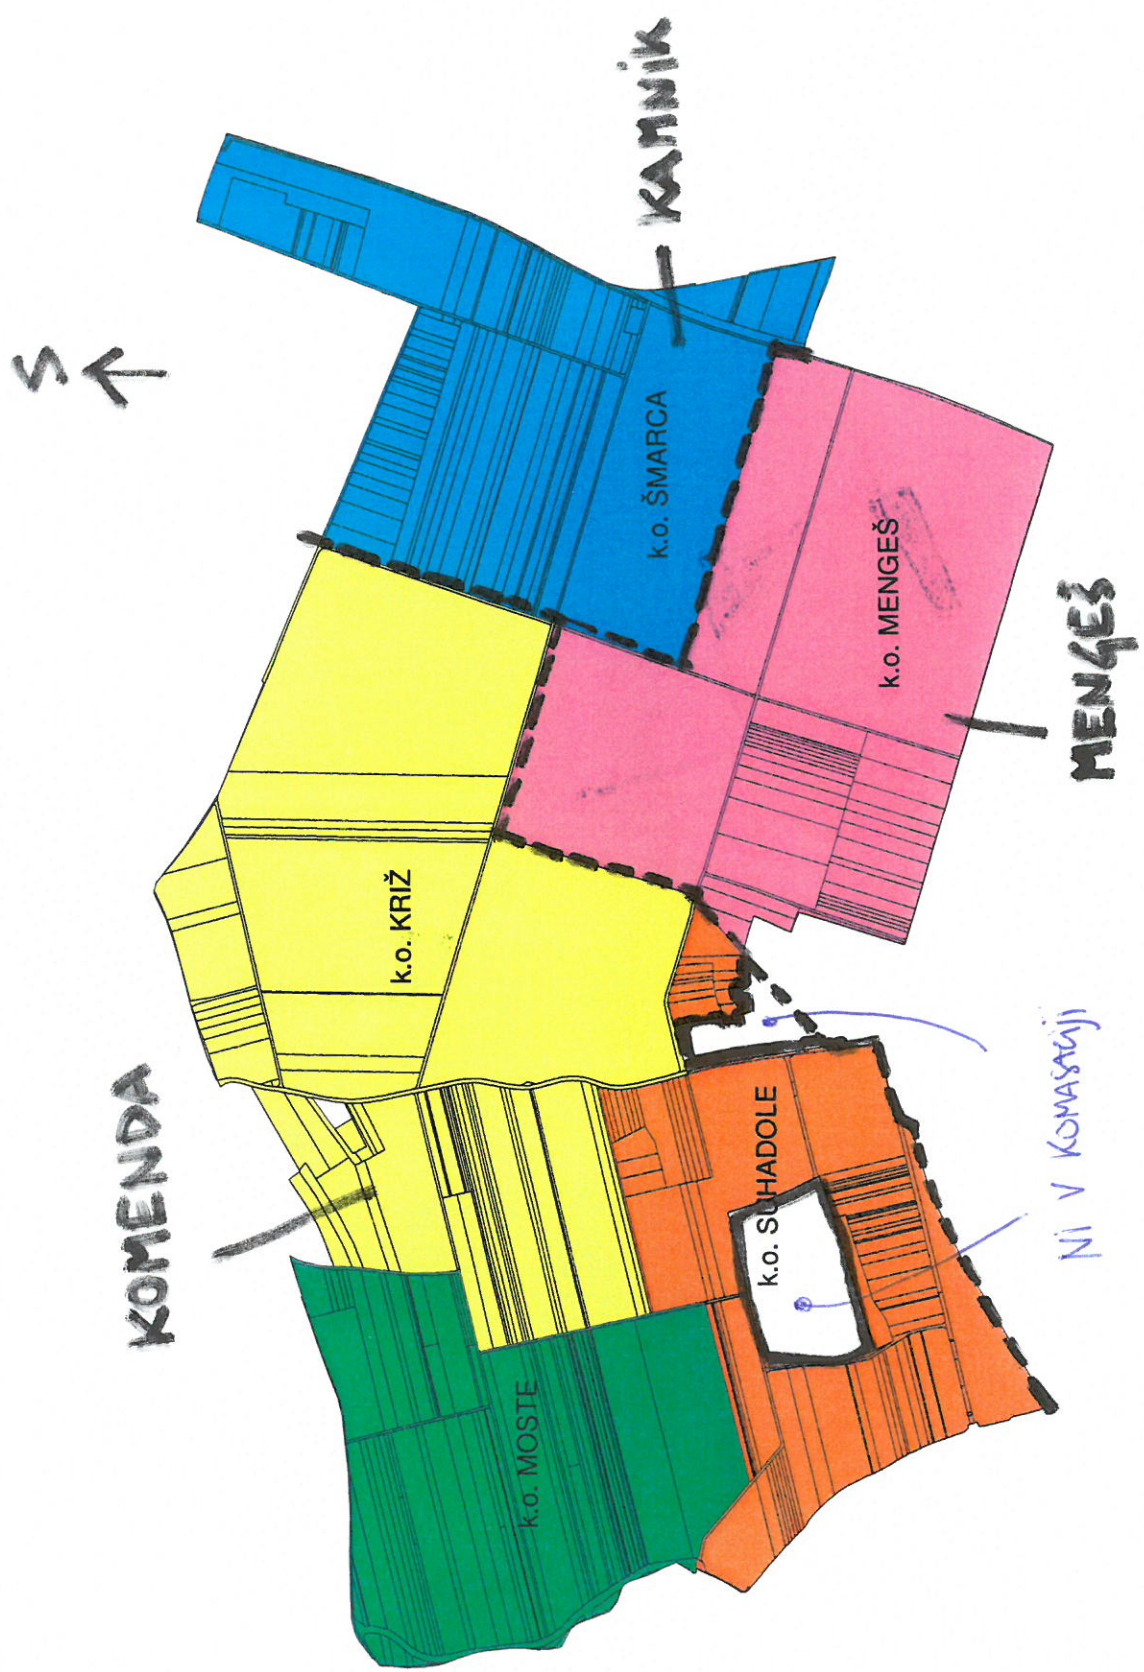 S
KOMENDA
KAMNIK
k.o. KRIŽ
k.o. ŠMARCA
k.o. MOSTE
k.o. SUHADOLE
k.o. MENGEŠ
NI V KOMASACIJI
MENGEŠ